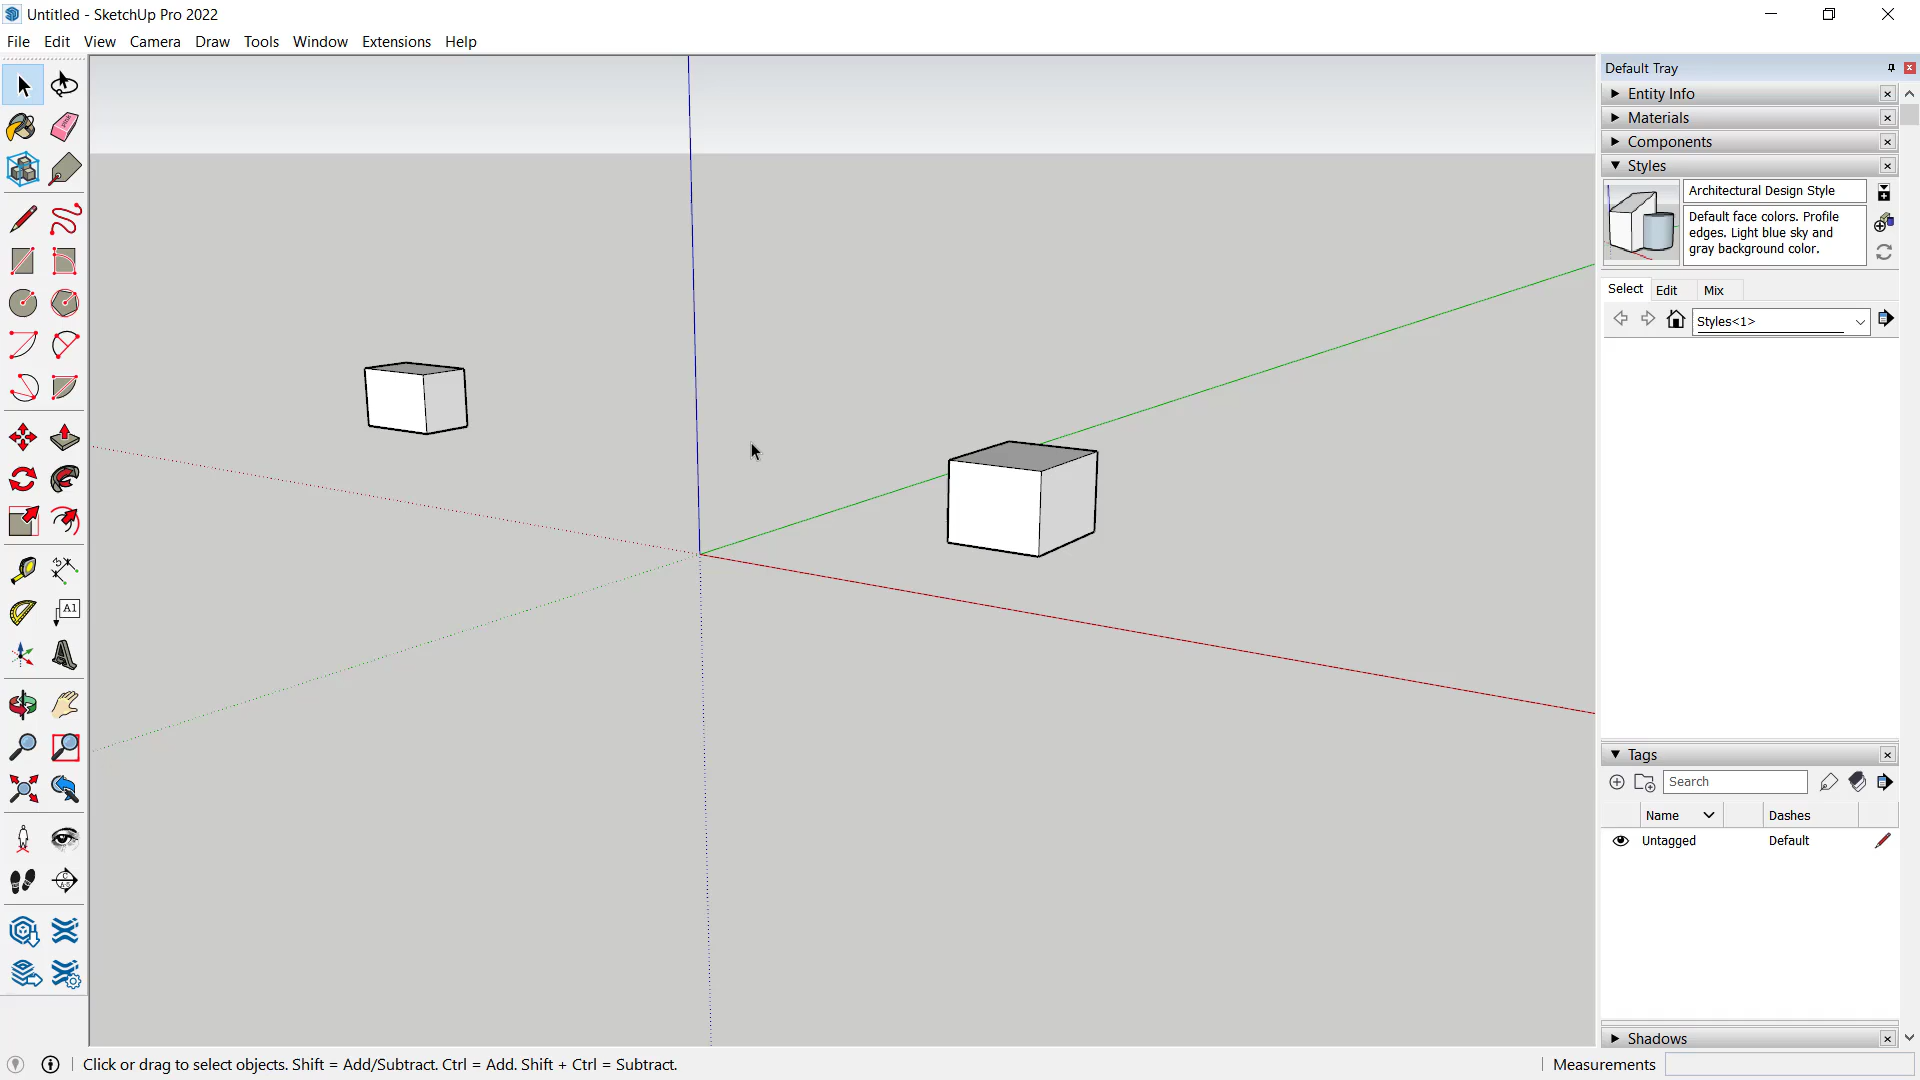 Untitled - SketchUp Pro 2022
File Edit View Camera Draw Tools Window Extensions Help
Default Tray
Entity Info
Materials
Components
Styles
Architectural Design Style
Default face colors. Profile
edges. Light blue sky and
gray background color.
Select Edit Mix
Styles<1>
A1
Tags
Search
Name Dashes
Untagged Default
Shadows
Click or drag to select objects. Shift = Add/Subtract. Ctrl = Add. Shift + Ctrl = Subtract.
Measurements